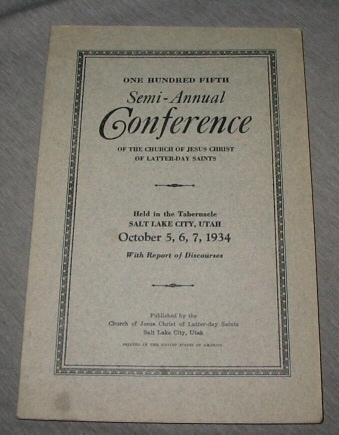 ONE HUNDRED FIFTH
Semi-Annual
Conference
OF THE CHURCH OF JESUS CHRIST
OF LATTER-DAY SAINTS
Held in the Tabernacle
SALT LAKE CITY, UTAH
October 5, 6, 7, 1934
With Report of Discourses
Published by the
Church of Jesus Christ of Latter-day Saints
Salt Lake City, Utah
PRINTED IN THE UNITED STATES OF AMERICA